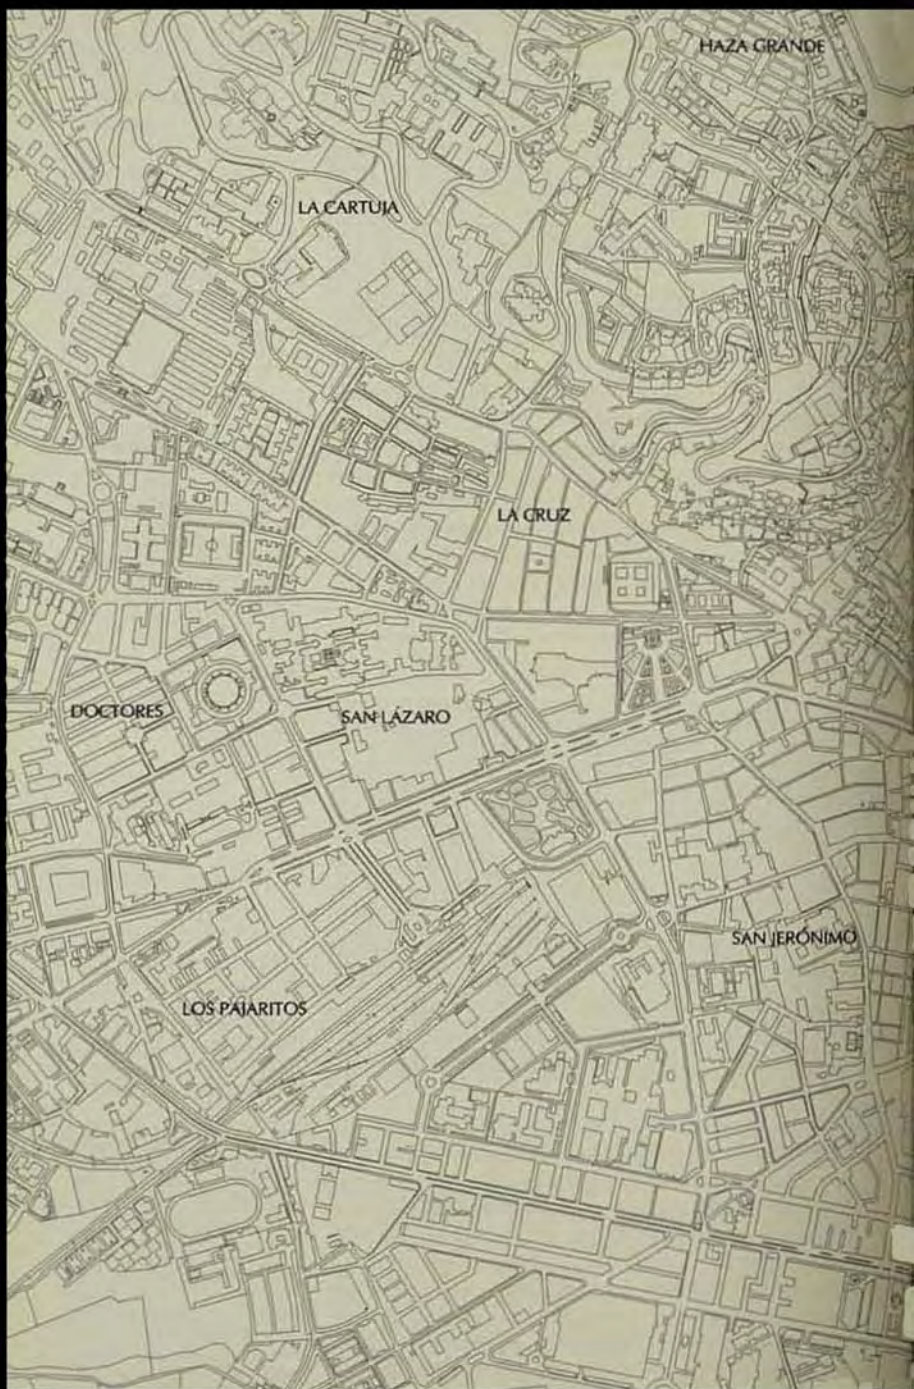 HAZA GRANDE
LA CARTUJA
LA CRUZ
DOCTORES
SAN LÁZARO
SAN JERÓNIMO
LOS PAJARITOS